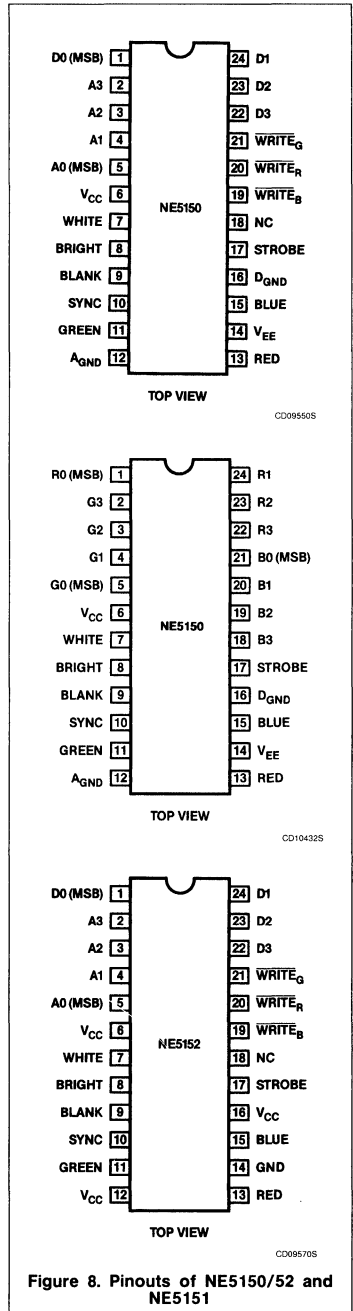 D0 (MSB) 1 24 D1
A3 2 23 D2
A2 3 22 D3
A1 4 21 WRITEG
A0 (MSB) 5 20 WRITER
VCC 6 19 WRITEB
NE5150
WHITE 7 18 NC
BRIGHT 8 17 STROBE
BLANK 9 16 DGND
SYNC 10 15 BLUE
GREEN 11 14 VEE
AGND 12 13 RED
TOP VIEW
CD09550S
R0 (MSB) 1 24 R1
G3 2 23 R2
G2 3 22 R3
G1 4 21 B0 (MSB)
G0 (MSB) 5 20 B1
VCC 6 19 B2
NE5150
WHITE 7 18 B3
BRIGHT 8 17 STROBE
BLANK 9 16 DGND
SYNC 10 15 BLUE
GREEN 11 14 VEE
AGND 12 13 RED
TOP VIEW
CD10432S
D0 (MSB) 1 24 D1
A3 2 23 D2
A2 3 22 D3
A1 4 21 WRITEG
A0 (MSB) 5 20 WRITER
VCC 6 19 WRITEB
NE5152
WHITE 7 18 NC
BRIGHT 8 17 STROBE
BLANK 9 16 VCC
SYNC 10 15 BLUE
GREEN 11 14 GND
VCC 12 13 RED
TOP VIEW
CD09570S
Figure 8. Pinouts of NE5150/52 and
NE5151